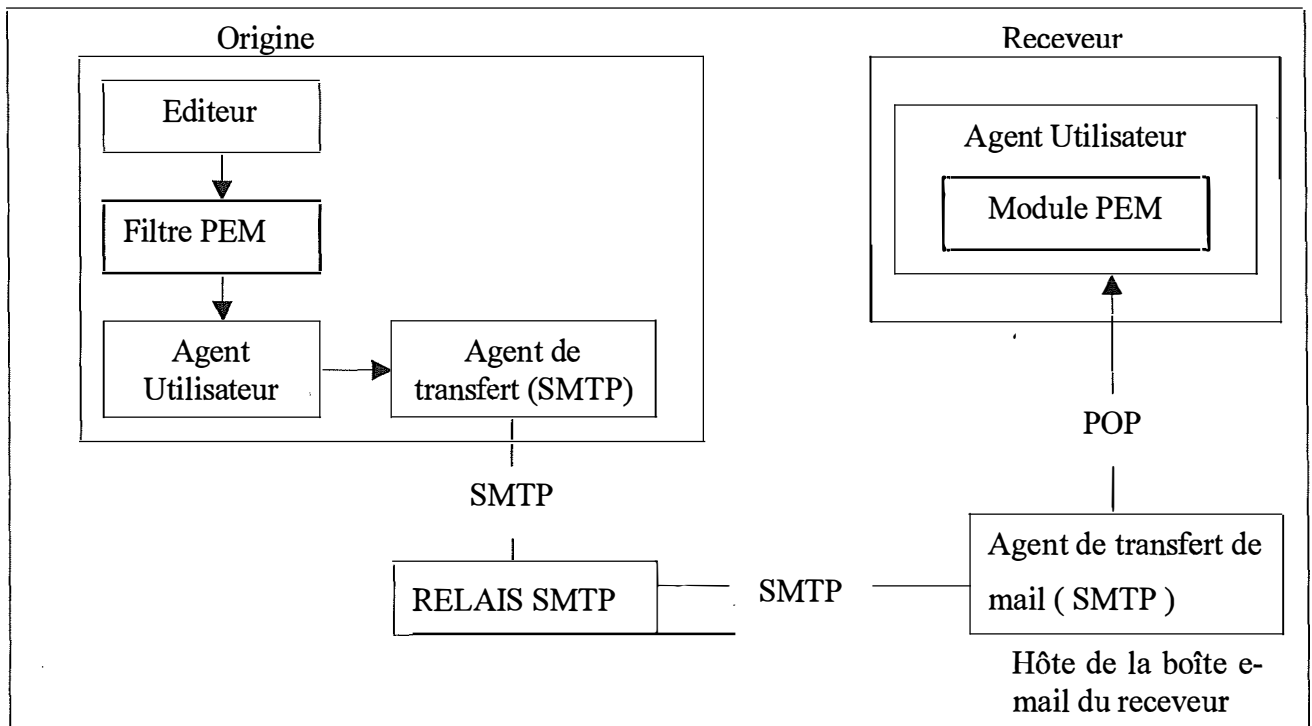 Origine
Editeur
Filtre PEM
Agent
Utilisateur
Agent de
transfert (SMTP)
SMTP
RELAIS SMTP
SMTP
Receveur
Agent Utilisateur
Module PEM
POP
Agent de transfert de
mail ( SMTP )
Hôte de la boîte e-
mail du receveur